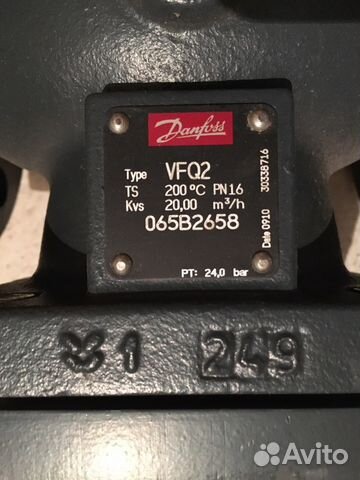 Danfoss
Type VFQ2
TS 200°C PN16
Kvs 20,00 m³/h
065B2658
PT: 24,0 bar
Date 0910 30338716
1 249
Avito